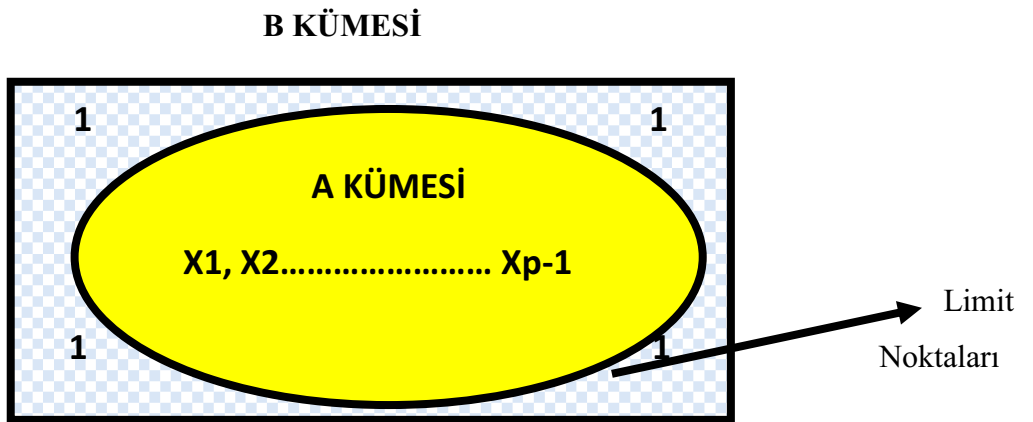 B KÜMESİ
1 1
A KÜMESİ
X1, X2…………………… Xp-1
Limit
1 1
Noktaları